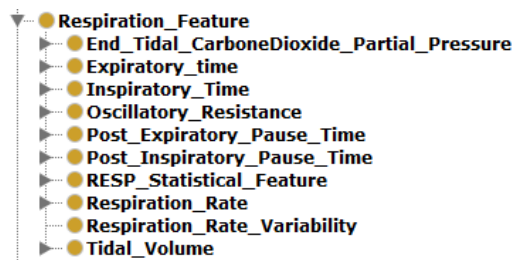 Respiration_Feature
End_Tidal_CarboneDioxide_Partial_Pressure
Expiratory_time
Inspiratory_Time
Oscillatory_Resistance
Post_Expiratory_Pause_Time
Post_Inspiratory_Pause_Time
RESP_Statistical_Feature
Respiration_Rate
Respiration_Rate_Variability
Tidal_Volume